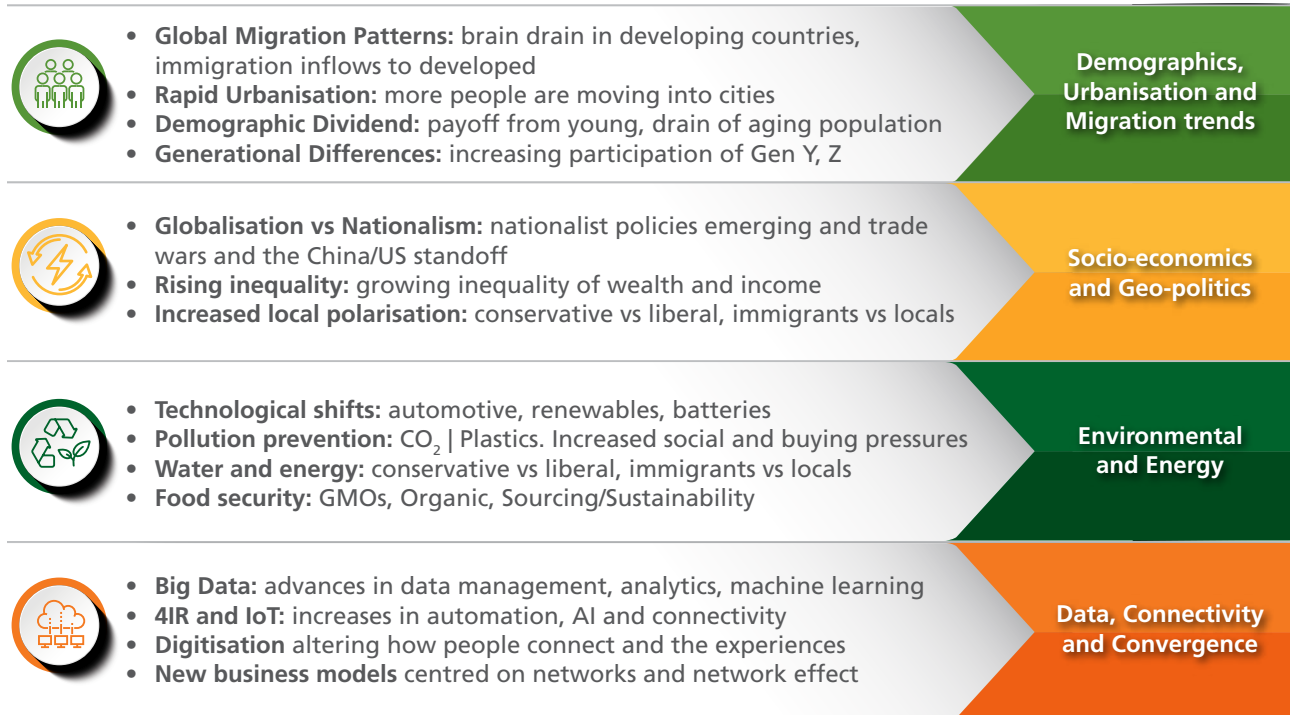 • Global Migration Patterns: brain drain in developing countries,
immigration inflows to developed
• Rapid Urbanisation: more people are moving into cities
• Demographic Dividend: payoff from young, drain of aging population
• Generational Differences: increasing participation of Gen Y, Z
Demographics,
Urbanisation and
Migration trends
• Globalisation vs Nationalism: nationalist policies emerging and trade
wars and the China/US standoff
• Rising inequality: growing inequality of wealth and income
• Increased local polarisation: conservative vs liberal, immigrants vs locals
Socio-economics
and Geo-politics
• Technological shifts: automotive, renewables, batteries
• Pollution prevention: CO₂ | Plastics. Increased social and buying pressures
• Water and energy: conservative vs liberal, immigrants vs locals
• Food security: GMOs, Organic, Sourcing/Sustainability
Environmental
and Energy
• Big Data: advances in data management, analytics, machine learning
• 4IR and IoT: increases in automation, AI and connectivity
• Digitisation altering how people connect and the experiences
• New business models centred on networks and network effect
Data, Connectivity
and Convergence